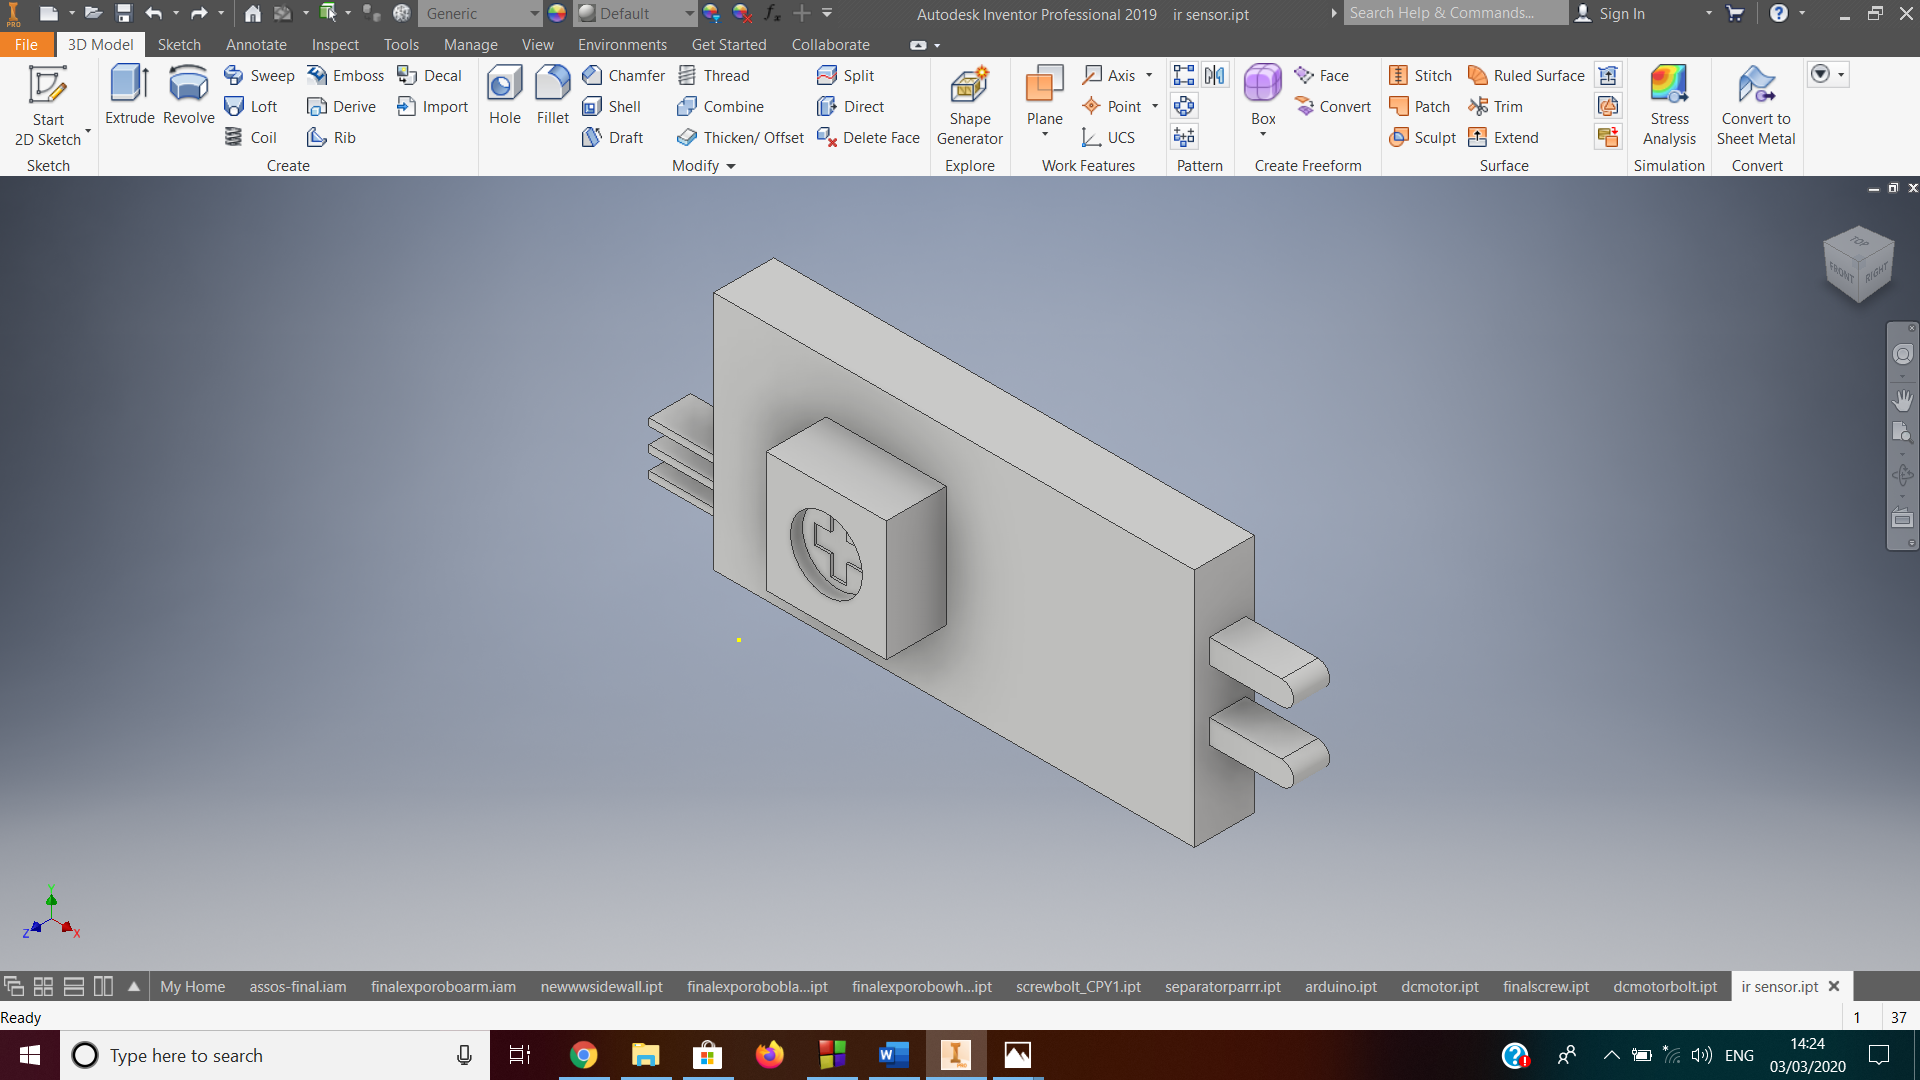 PRO Generic Default Autodesk Inventor Professional 2019 ir sensor.ipt Search Help & Commands... Sign In
File 3D Model Sketch Annotate Inspect Tools Manage View Environments Get Started Collaborate
Start
2D Sketch
Sketch
Extrude
Revolve
Sweep Emboss Decal
Loft Derive Import
Coil Rib
Create
Hole
Fillet
Chamfer Thread Split
Shell Combine Direct
Draft Thicken/ Offset Delete Face
Modify
Shape
Generator
Explore
Plane
Axis
Point
UCS
Work Features
Pattern
Box
Face
Convert
Create Freeform
Stitch Ruled Surface
Patch Trim
Sculpt Extend
Surface
Stress
Analysis
Simulation
Convert to
Sheet Metal
Convert
TOP
FRONT RIGHT
Y
Z X
My Home assos-final.iam finalexporoboarm.iam newwwsidewall.ipt finalexporobobla...ipt finalexporobowh...ipt screwbolt_CPY1.ipt separatorparrr.ipt arduino.ipt dcmotor.ipt finalscrew.ipt dcmotorbolt.ipt ir sensor.ipt
Ready 1 37
Type here to search ENG 14:24
03/03/2020